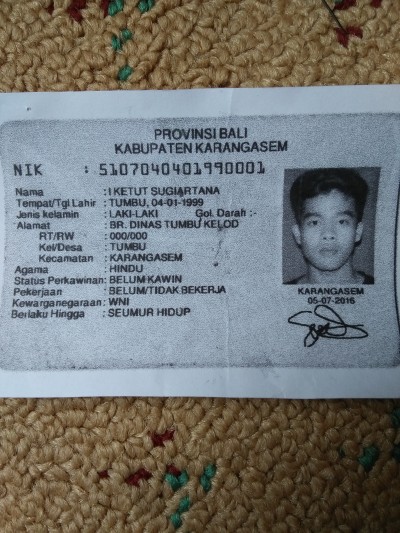 PROVINSI BALI
KABUPATEN KARANGASEM
NIK : 5107040401990001
Nama : I KETUT SUGIARTANA
Tempat/Tgl Lahir : TUMBU, 04-01-1999
Jenis kelamin : LAKI-LAKI Gol. Darah :-
Alamat : BR. DINAS TUMBU KELOD
RT/RW : 000/000
Kel/Desa : TUMBU
Kecamatan : KARANGASEM
Agama : HINDU
Status Perkawinan: BELUM KAWIN
Pekerjaan : BELUM/TIDAK BEKERJA
Kewarganegaraan: WNI
Berlaku Hingga : SEUMUR HIDUP
KARANGASEM
05-07-2016